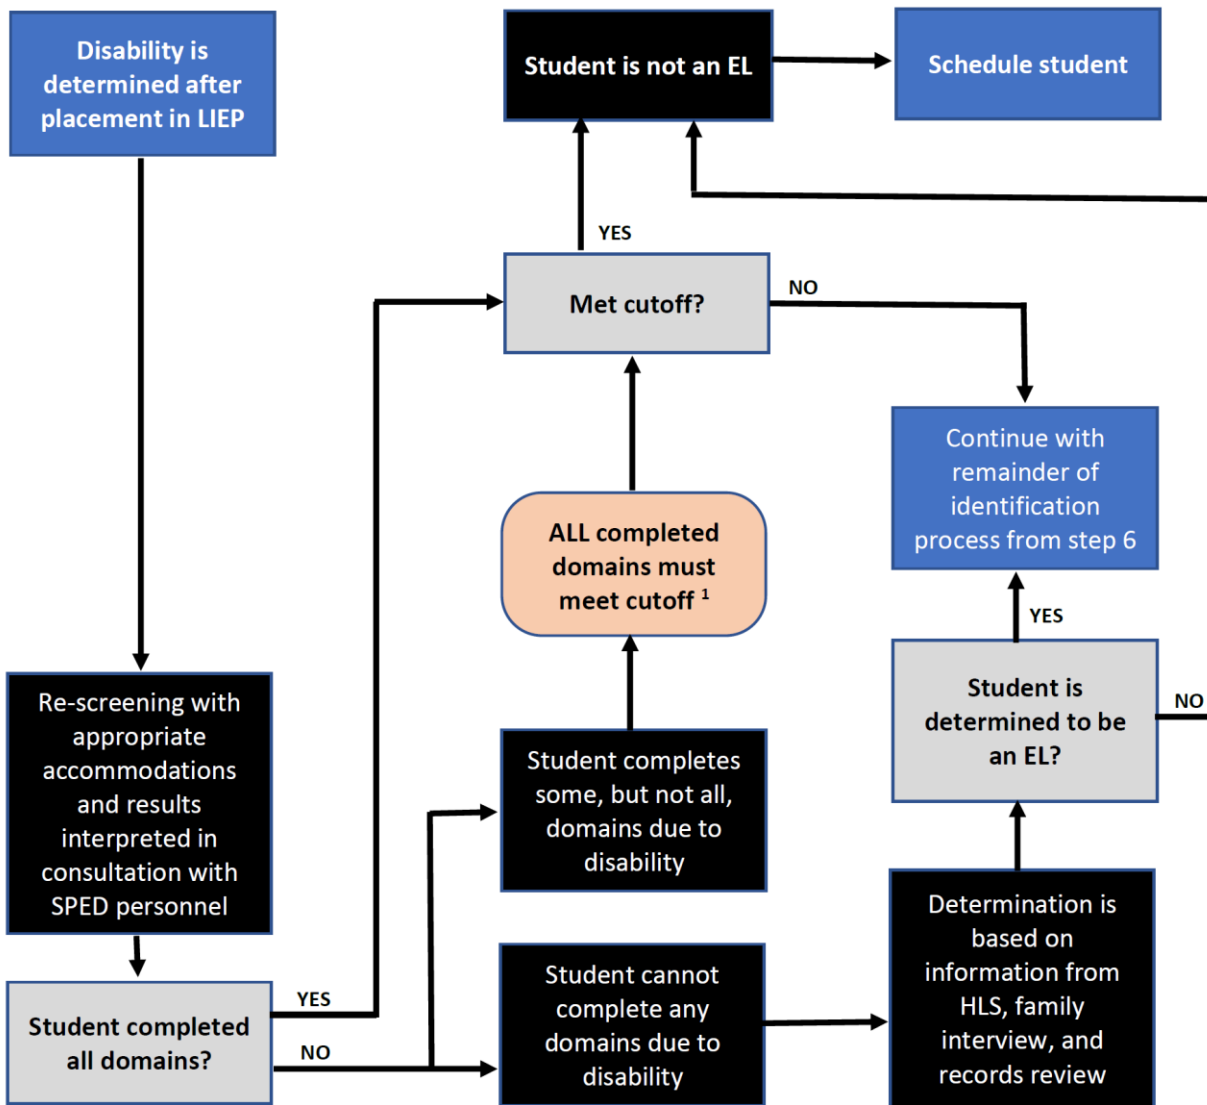 Disability is
determined after
placement in LIEP
Student is not an EL
Schedule student
YES
Met cutoff?
NO
Continue with
remainder of
identification
process from step 6
ALL completed
domains must
meet cutoff ¹
YES
Student is
determined to be
an EL?
NO
Re-screening with
appropriate
accommodations
and results
interpreted in
consultation with
SPED personnel
Student completes
some, but not all,
domains due to
disability
Determination is
based on
information from
HLS, family
interview, and
records review
Student cannot
complete any
domains due to
disability
Student completed
all domains?
YES
NO